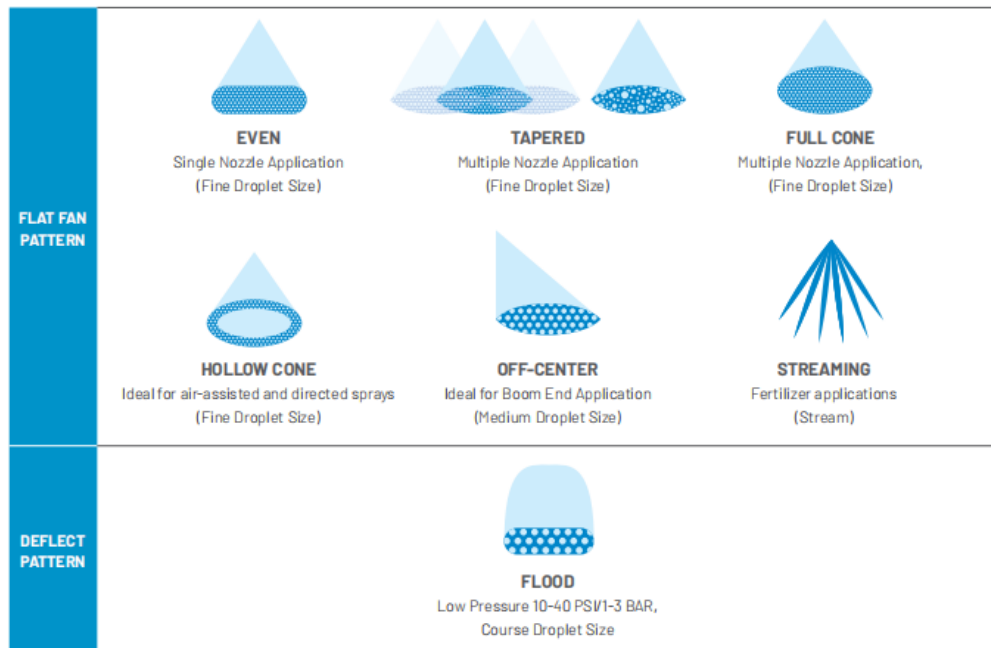 FLAT FAN
PATTERN
EVEN
Single Nozzle Application
(Fine Droplet Size)
TAPERED
Multiple Nozzle Application
(Fine Droplet Size)
FULL CONE
Multiple Nozzle Application,
(Fine Droplet Size)
HOLLOW CONE
Ideal for air-assisted and directed sprays
(Fine Droplet Size)
OFF-CENTER
Ideal for Boom End Application
(Medium Droplet Size)
STREAMING
Fertilizer applications
(Stream)
DEFLECT
PATTERN
FLOOD
Low Pressure 10-40 PSI/1-3 BAR,
Course Droplet Size